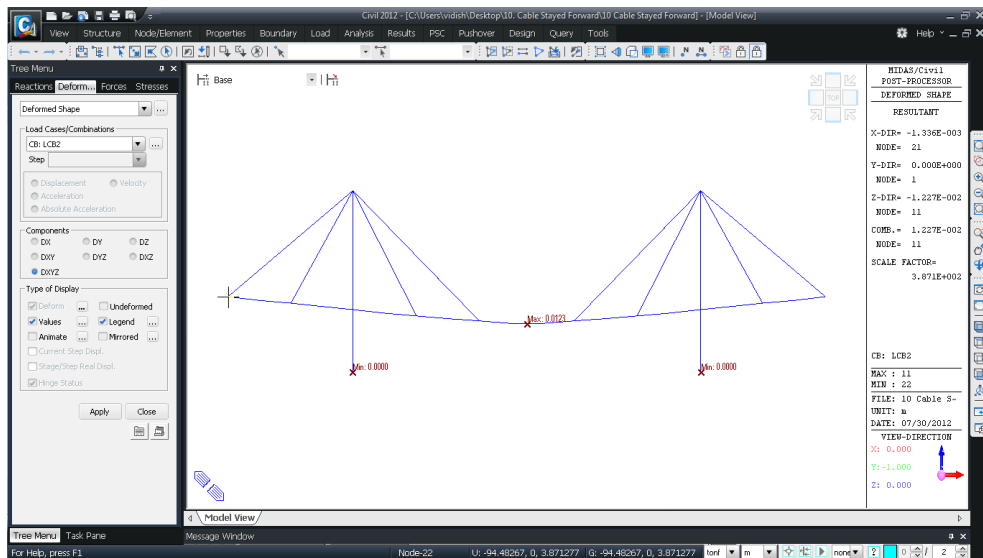 Civil 2012 - [C:\Users\vidish\Desktop\10. Cable Stayed Forward\10 Cable Stayed Forward] - [Model View]
View Structure Node/Element Properties Boundary Load Analysis Results PSC Pushover Design Query Tools Help
Tree Menu
Reactions Deform... Forces Stresses
Deformed Shape
Load Cases/Combinations
CB: LCB2
Step
Displacement Velocity
Acceleration
Absolute Acceleration
Components
DX DY DZ
DXY DYZ DXZ
DXYZ
Type of Display
Deform ... Undeformed
Values ... Legend ...
Animate ... Mirrored ...
Current Step Displ.
Stage/Step Real Displ.
Hinge Status
Apply Close
Tree Menu Task Pane
Base
TOP
Max: 0.0123
Min: 0.0000
Min: 0.0000
MIDAS/Civil
POST-PROCESSOR
DEFORMED SHAPE
RESULTANT
X-DIR= -1.336E-003
NODE= 21
Y-DIR= 0.000E+000
NODE= 1
Z-DIR= -1.227E-002
NODE= 11
COMB.= 1.227E-002
NODE= 11
SCALE FACTOR=
3.871E+002
CB: LCB2
MAX : 11
MIN : 22
FILE: 10 Cable S~
UNIT: m
DATE: 07/30/2012
VIEW-DIRECTION
X: 0.000
Y:-1.000
Z: 0.000
Model View
Message Window
For Help, press F1
Node-22 U: -94.48267, 0, 3.871277 G: -94.48267, 0, 3.871277 tonf m none ? 0 / 2